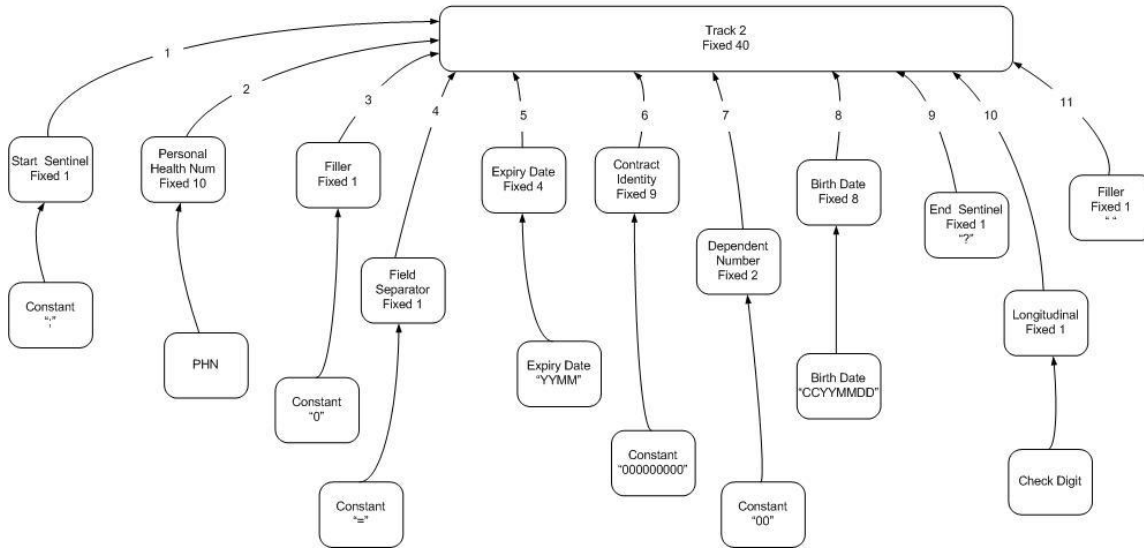 Track 2
Fixed 40
1
2
3
4
5
6
7
8
9
10
11
Start Sentinel
Fixed 1
Personal
Health Num
Fixed 10
Filler
Fixed 1
Field
Separator
Fixed 1
Expiry Date
Fixed 4
Contract
Identity
Fixed 9
Dependent
Number
Fixed 2
Birth Date
Fixed 8
End Sentinel
Fixed 1
“?”
Longitudinal
Fixed 1
Filler
Fixed 1
“ “
Constant
“;”
PHN
Constant
“0”
Constant
“=”
Expiry Date
“YYMM”
Constant
“000000000”
Constant
“00”
Birth Date
“CCYYMMDD”
Check Digit